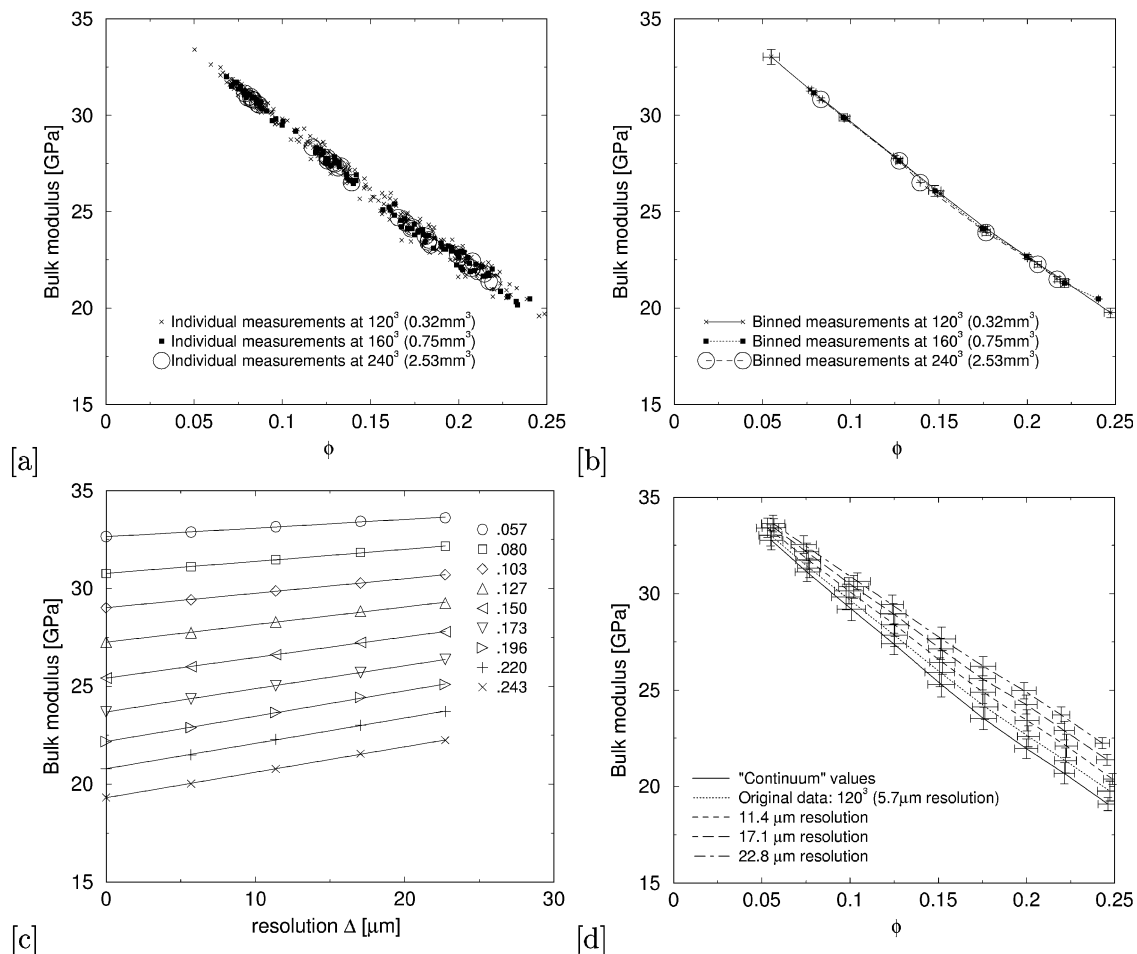 35
30
25
20
15
Bulk modulus [GPa]
Individual measurements at 120³ (0.32mm³)
Individual measurements at 160³ (0.75mm³)
Individual measurements at 240³ (2.53mm³)
0 0.05 0.1 0.15 0.2 0.25
ϕ
[a]
35
30
25
20
15
Bulk modulus [GPa]
Binned measurements at 120³ (0.32mm³)
Binned measurements at 160³ (0.75mm³)
Binned measurements at 240³ (2.53mm³)
0 0.05 0.1 0.15 0.2 0.25
ϕ
[b]
35
30
25
20
15
Bulk modulus [GPa]
.057
.080
.103
.127
.150
.173
.196
.220
.243
0 10 20 30
resolution Δ [μm]
[c]
35
30
25
20
15
Bulk modulus [GPa]
"Continuum" values
Original data: 120³ (5.7μm resolution)
11.4 μm resolution
17.1 μm resolution
22.8 μm resolution
0 0.05 0.1 0.15 0.2 0.25
ϕ
[d]